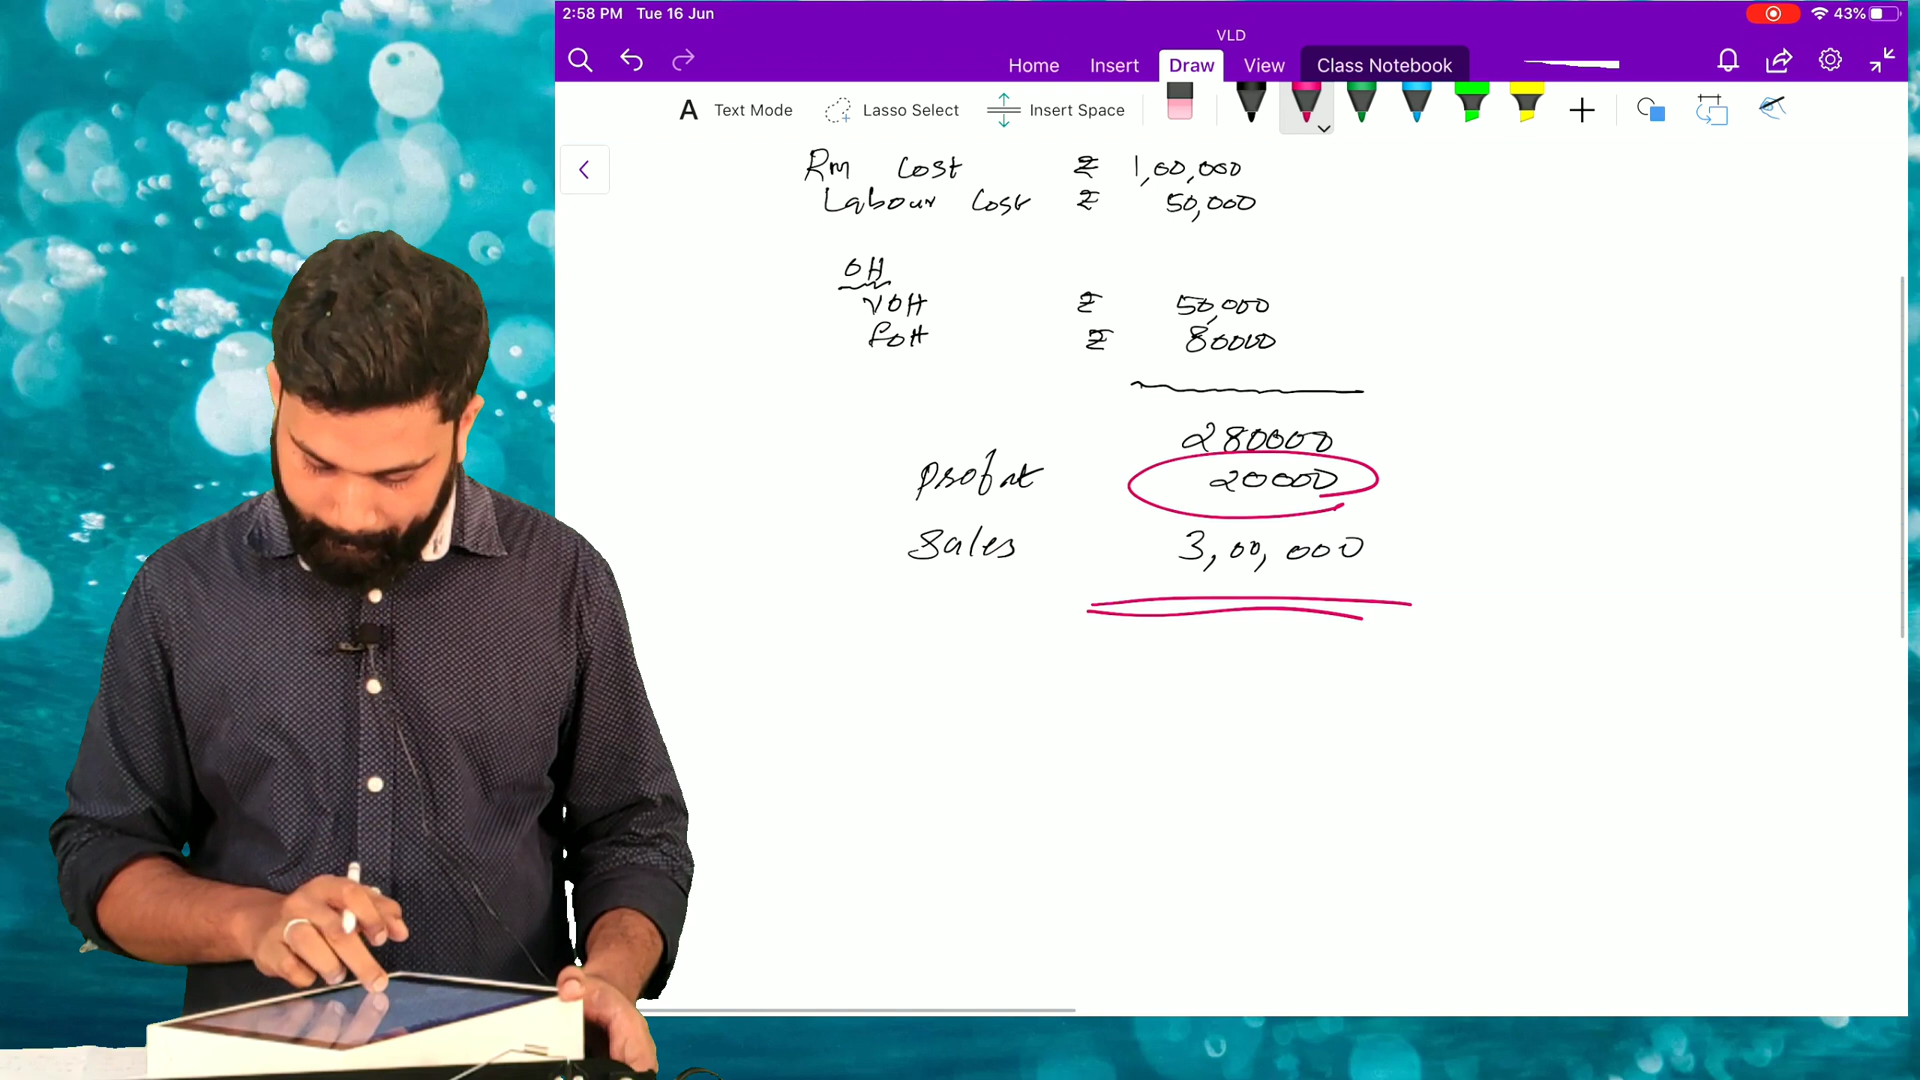 2:58 PM Tue 16 Jun 43%
VLD
Home Insert Draw View Class Notebook
A Text Mode Lasso Select Insert Space
Rm Cost ₹ 1,00,000
Labour Cost ₹ 50,000
OH
VOH ₹ 50,000
FOH ₹ 80000
280000
Profit 20000
Sales 3,00,000